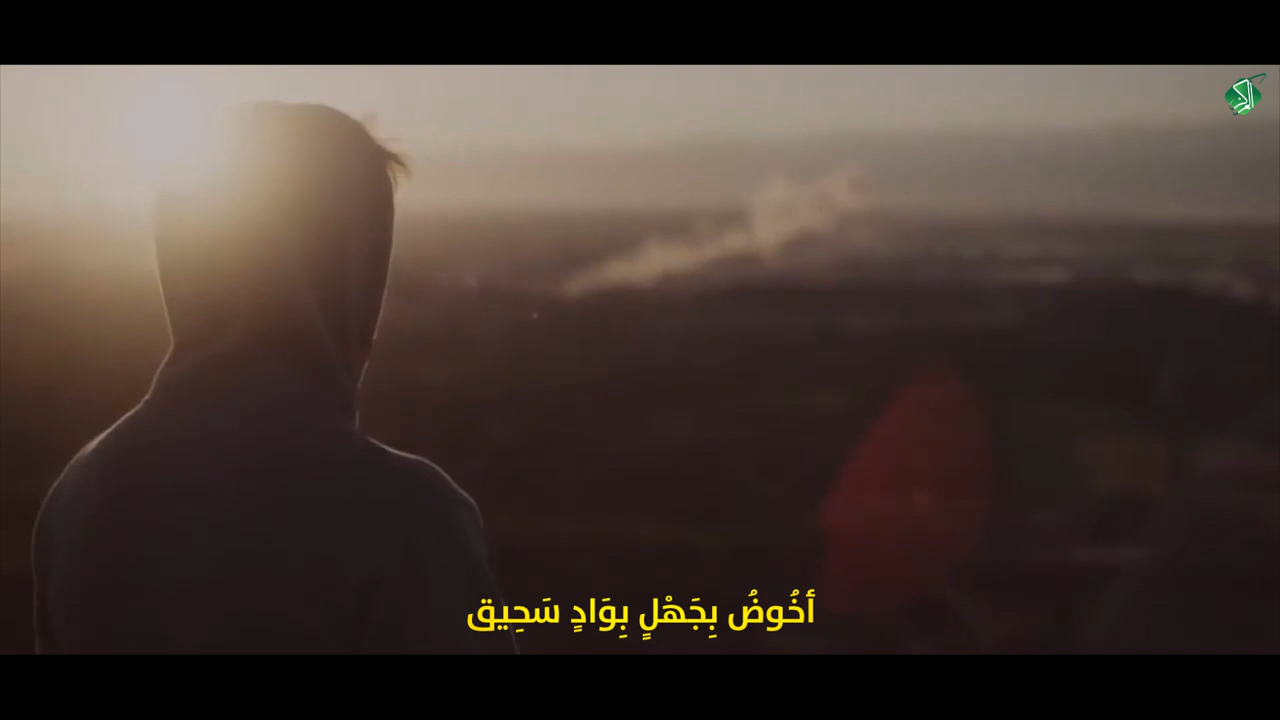 أخُوضُ بِجَهْلٍ بِوَادٍ سَحِيق